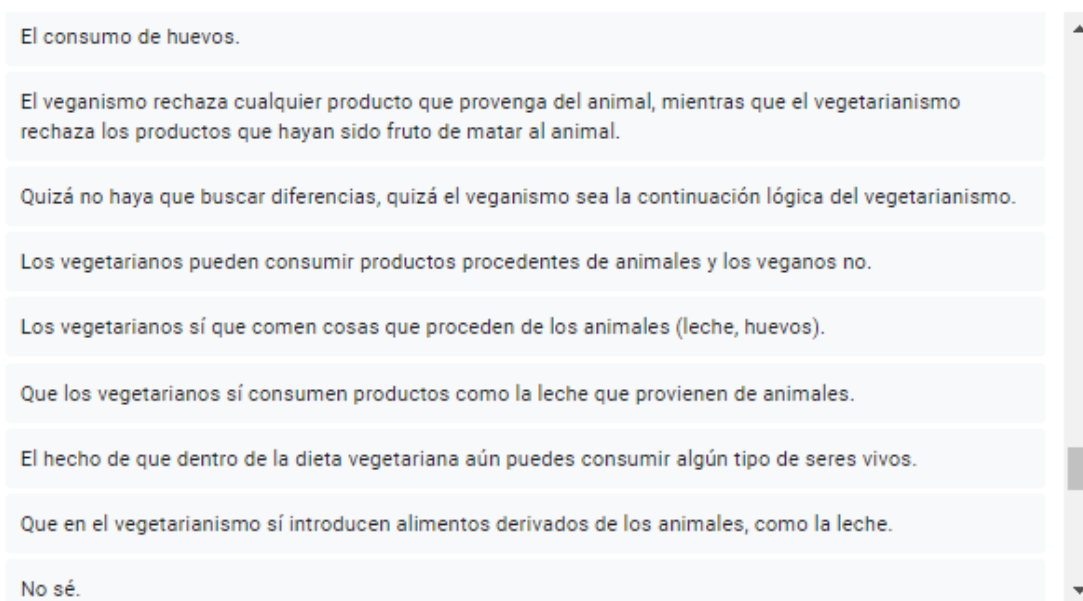 El consumo de huevos.
El veganismo rechaza cualquier producto que provenga del animal, mientras que el vegetarianismo
rechaza los productos que hayan sido fruto de matar al animal.
Quizá no haya que buscar diferencias, quizá el veganismo sea la continuación lógica del vegetarianismo.
Los vegetarianos pueden consumir productos procedentes de animales y los veganos no.
Los vegetarianos sí que comen cosas que proceden de los animales (leche, huevos).
Que los vegetarianos sí consumen productos como la leche que provienen de animales.
El hecho de que dentro de la dieta vegetariana aún puedes consumir algún tipo de seres vivos.
Que en el vegetarianismo sí introducen alimentos derivados de los animales, como la leche.
No sé.